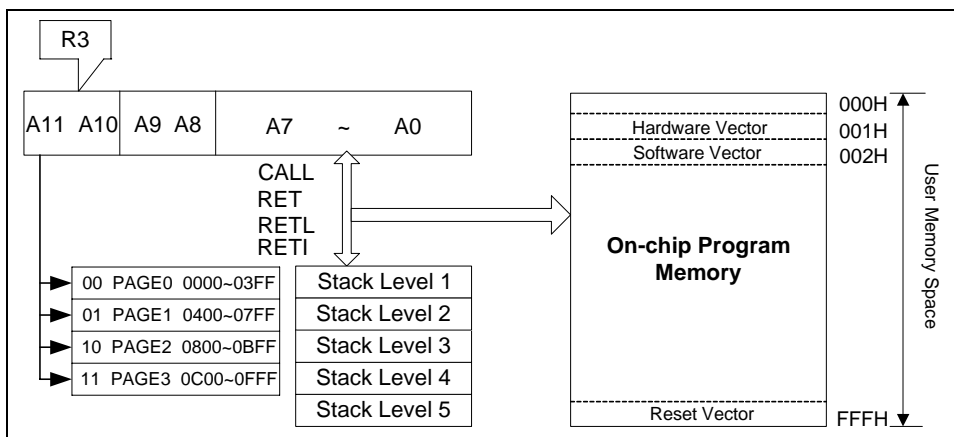 R3
A11 A10 A9 A8 A7 ~ A0
CALL
RET
RETL
RETI
00 PAGE0 0000~03FF
01 PAGE1 0400~07FF
10 PAGE2 0800~0BFF
11 PAGE3 0C00~0FFF
Stack Level 1
Stack Level 2
Stack Level 3
Stack Level 4
Stack Level 5
000H
Hardware Vector 001H
Software Vector 002H
On-chip Program
Memory
Reset Vector FFFH
User Memory Space